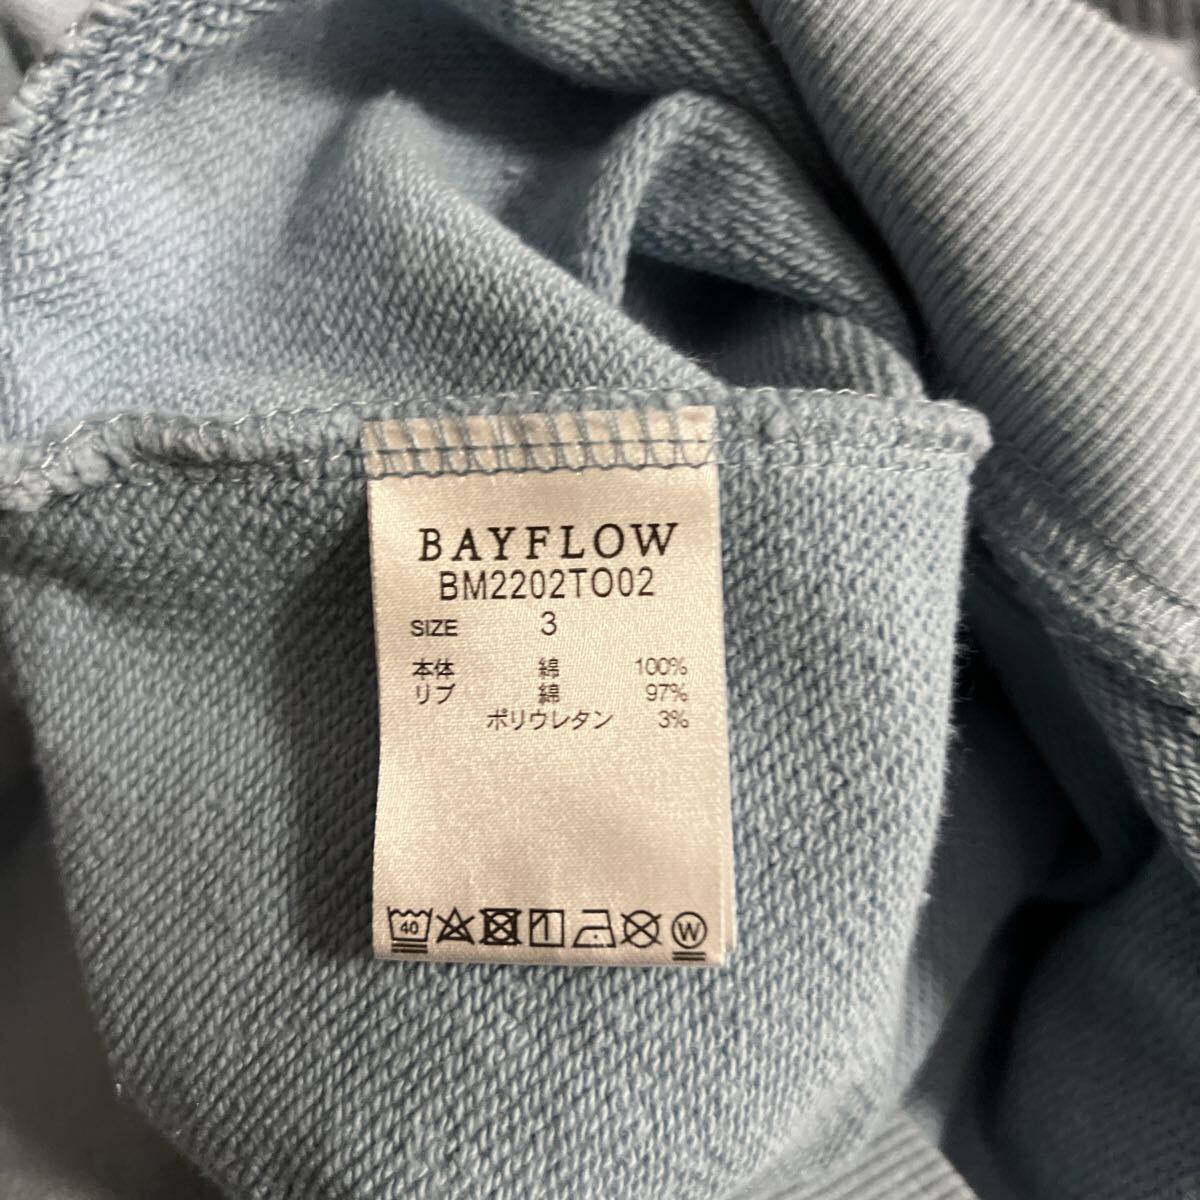 BAYFLOW
BM2202TO02
SIZE 3
本体 綿 100%
リブ 綿 97%
ポリウレタン 3%
40 W